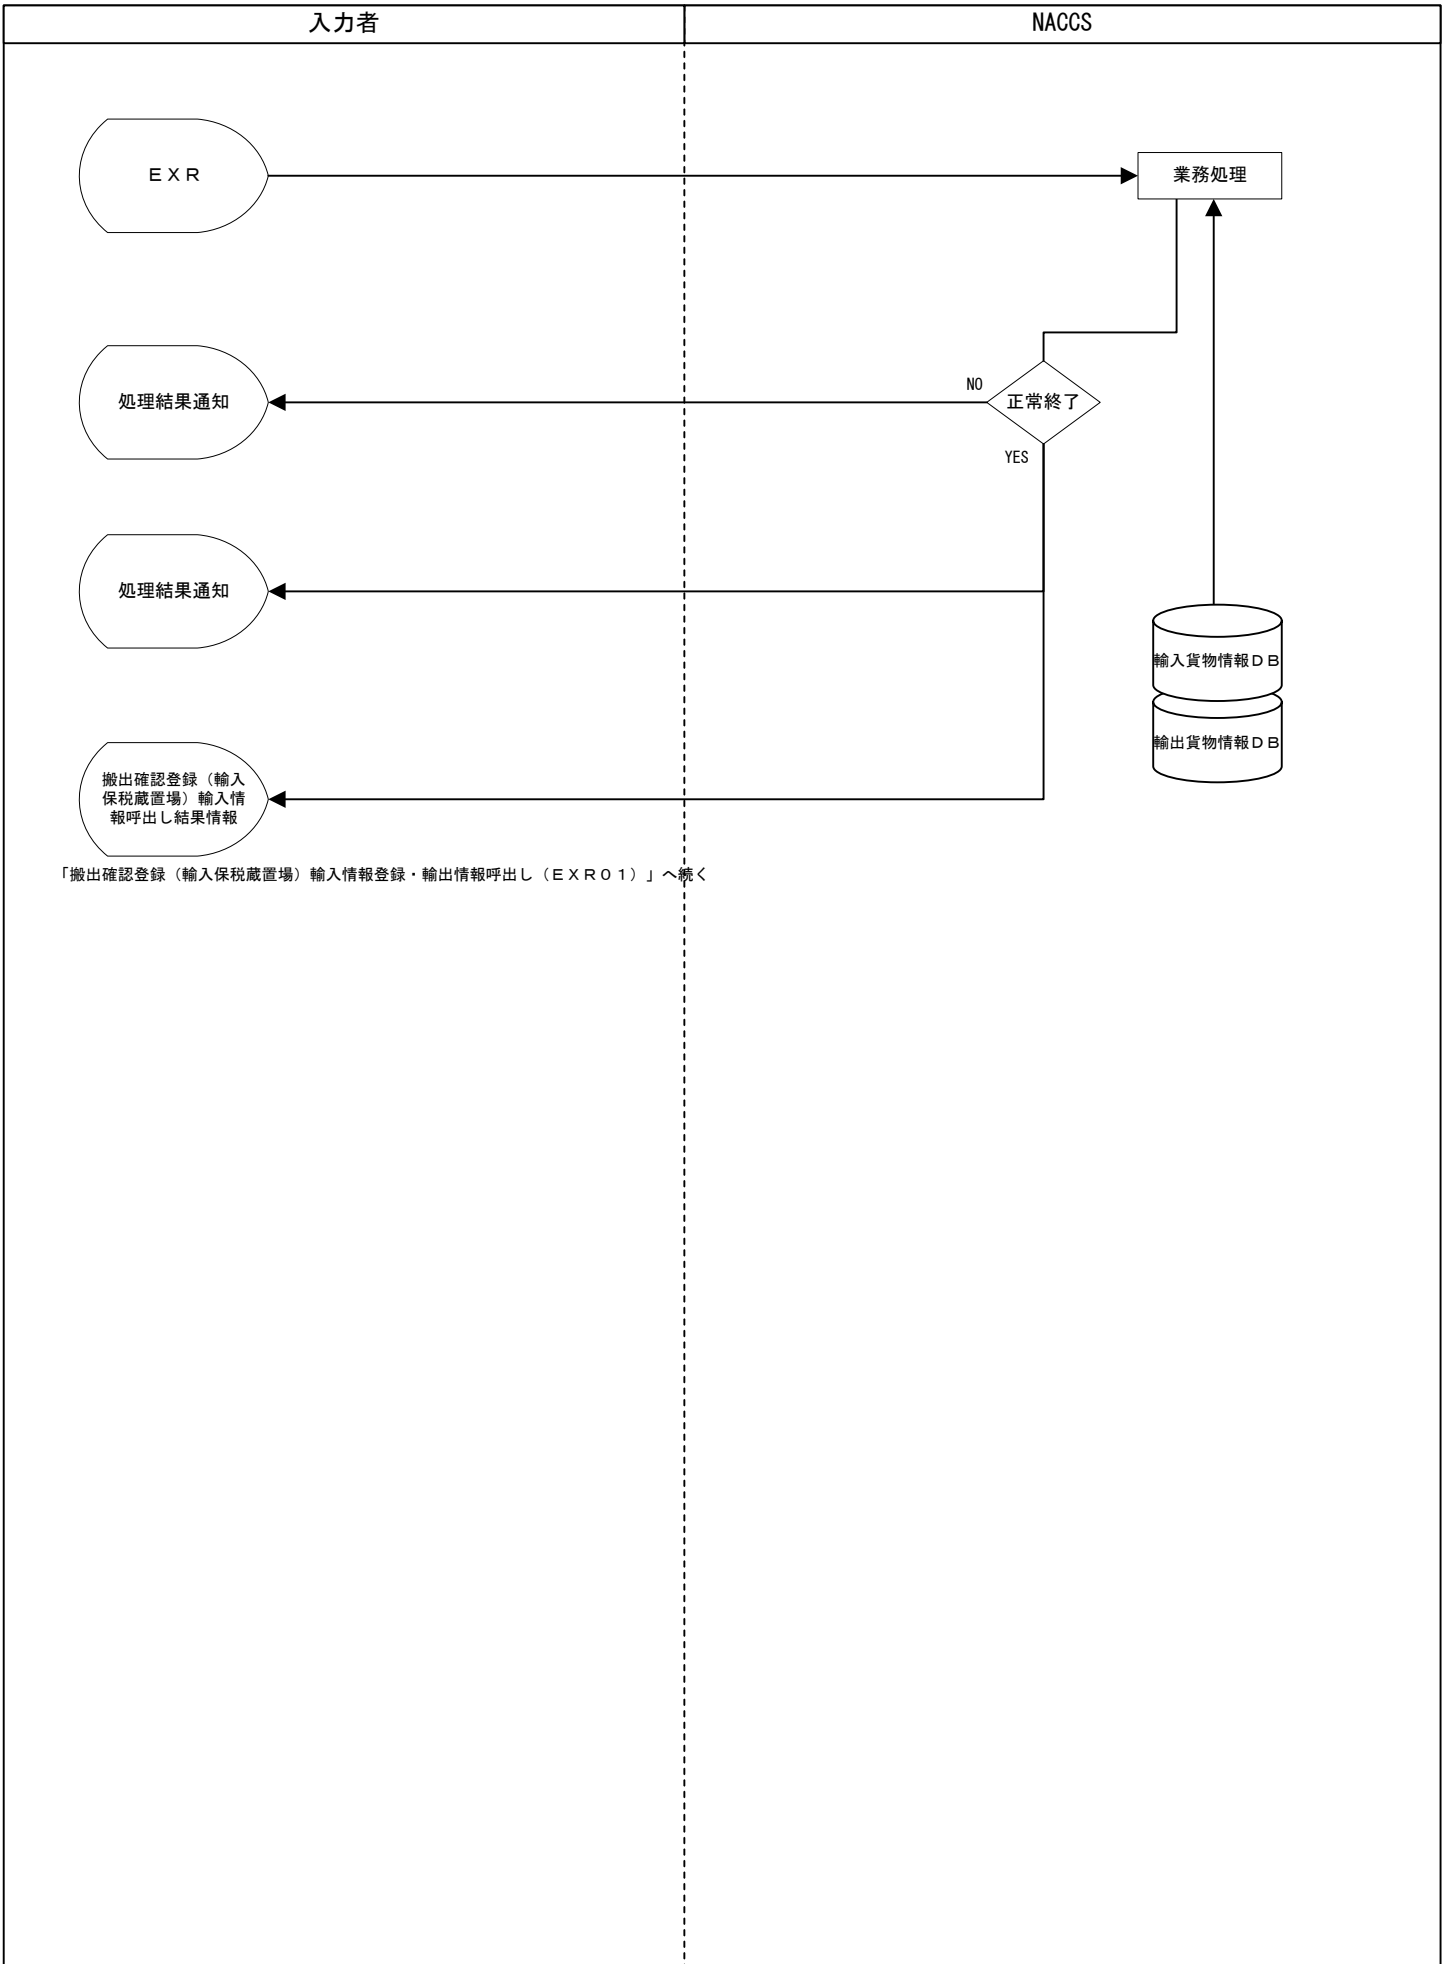 入力者
NACCS
ＥＸＲ
業務処理
処理結果通知
NO
正常終了
YES
処理結果通知
輸入貨物情報ＤＢ
輸出貨物情報ＤＢ
搬出確認登録（輸入
保税蔵置場）輸入情
報呼出し結果情報
「搬出確認登録（輸入保税蔵置場）輸入情報登録・輸出情報呼出し（ＥＸＲ０１）」へ続く